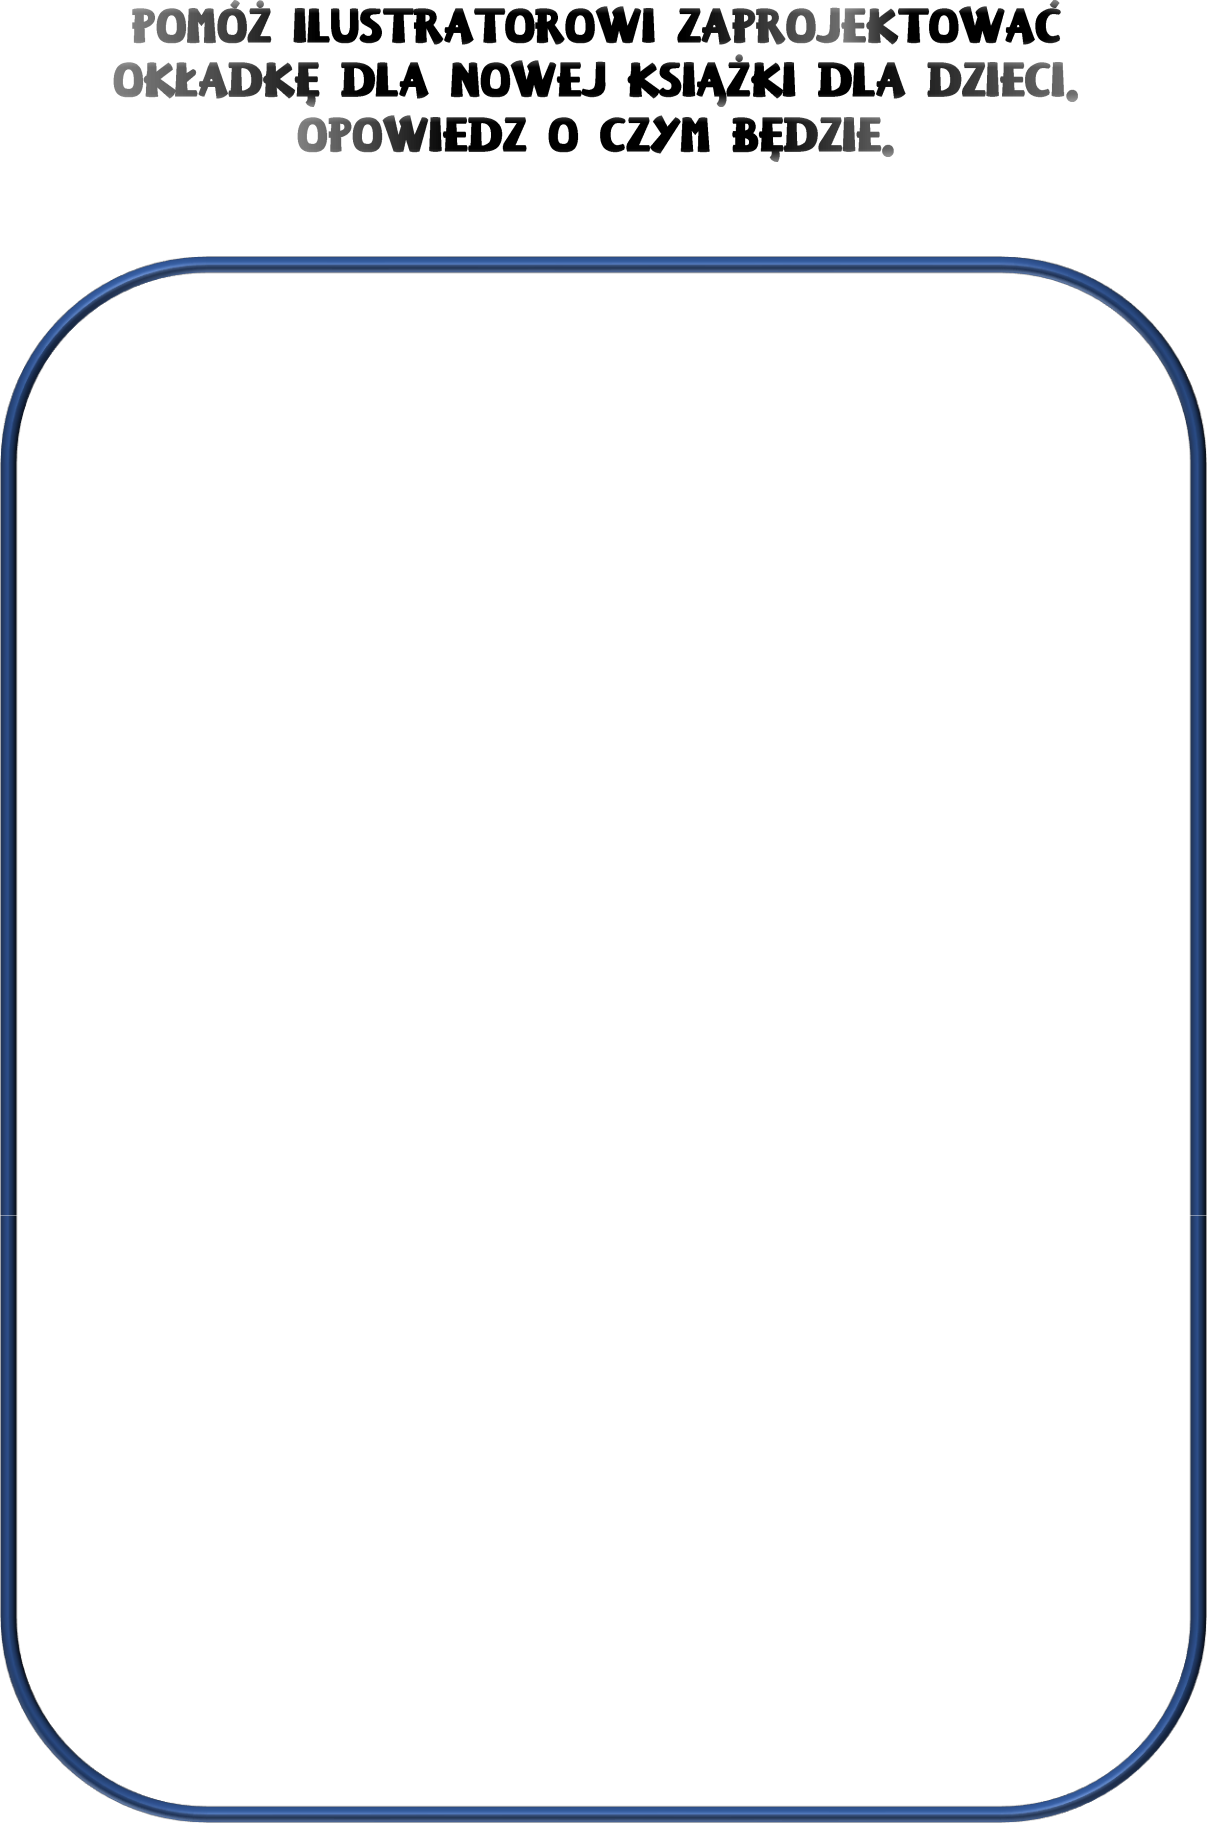 POMÓŻ ILUSTRATOROWI ZAPROJEKTOWAĆ
OKŁADKĘ DLA NOWEJ KSIĄŻKI DLA DZIECI.
OPOWIEDZ O CZYM BĘDZIE.